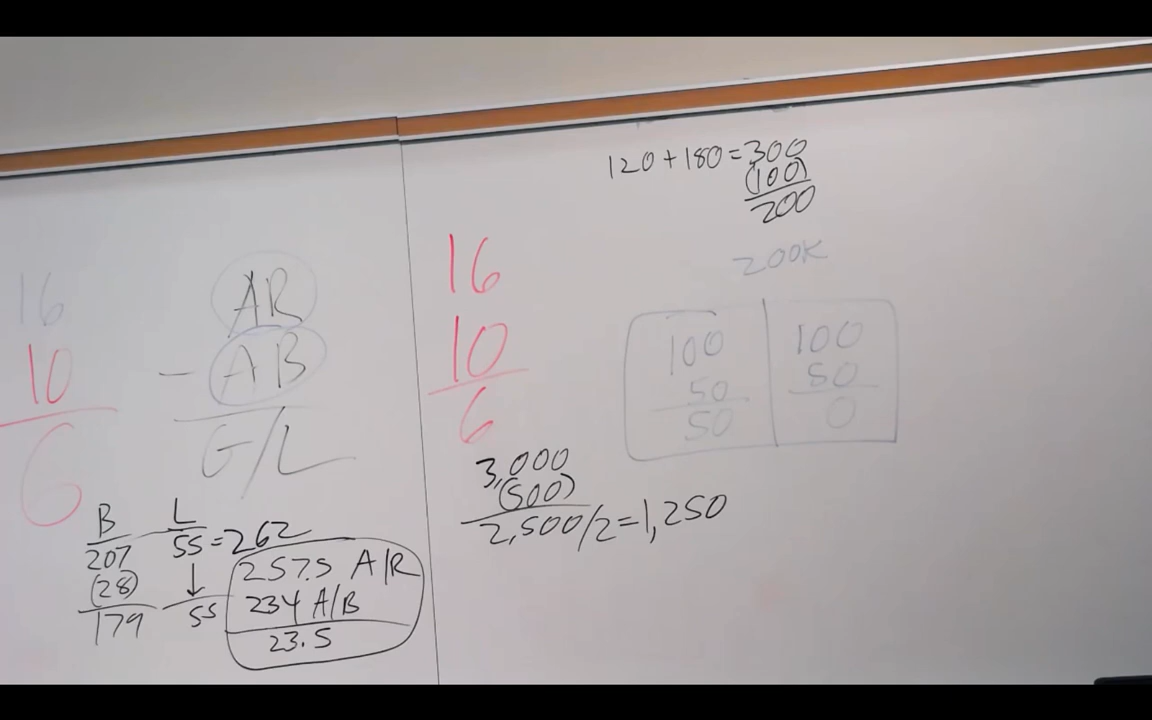 16
10
6
AR
- AB
G/L
B L
207 55 = 262
(28) ↓
179 55
257.5 A/R
234 A/B
23.5
16
10
6
3,000
(500)
2,500/2=1,250
120+180=300
(100)
200
200K
100 100
50 50
50 0